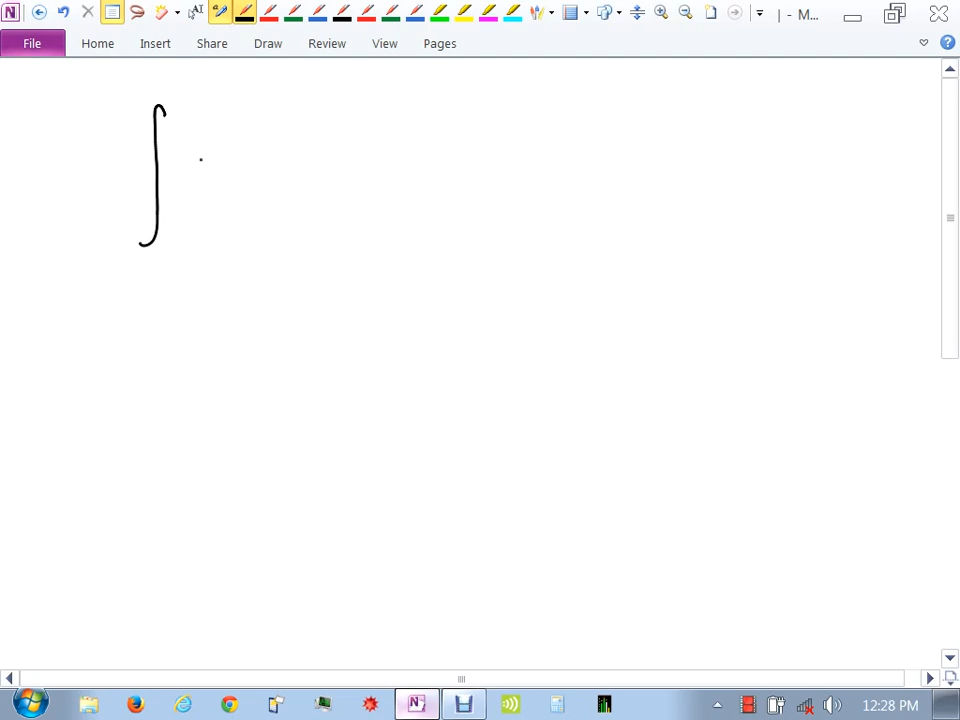 N A | - M...
File Home Insert Share Draw Review View Pages
∫
N
12:28 PM